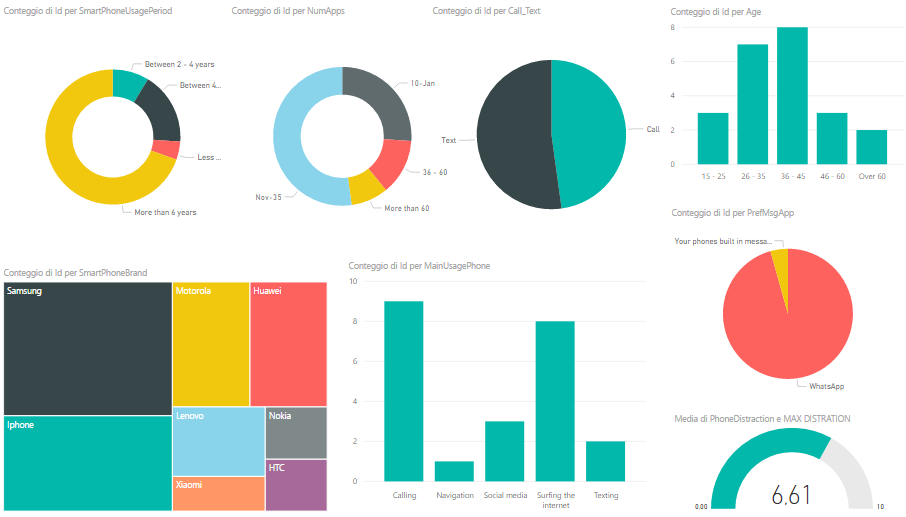 Conteggio di Id per SmartPhoneUsagePeriod
Between 2 - 4 years
Between 4...
Less ...
More than 6 years
Conteggio di Id per NumApps
10-Jan
36 - 60
More than 60
Nov-35
Conteggio di Id per Call_Text
Text
Call
Conteggio di Id per Age
8
6
4
2
0
15 - 25
26 - 35
36 - 45
46 - 60
Over 60
Conteggio di Id per PrefMsgApp
Your phones built in messa...
WhatsApp
Conteggio di Id per SmartPhoneBrand
Samsung
Motorola
Huawei
Iphone
Lenovo
Nokia
Xiaomi
HTC
Conteggio di Id per MainUsagePhone
10
8
6
4
2
0
Calling
Navigation
Social media
Surfing the
internet
Texting
Media di PhoneDistraction e MAX DISTRATION
6,61
0.00
10